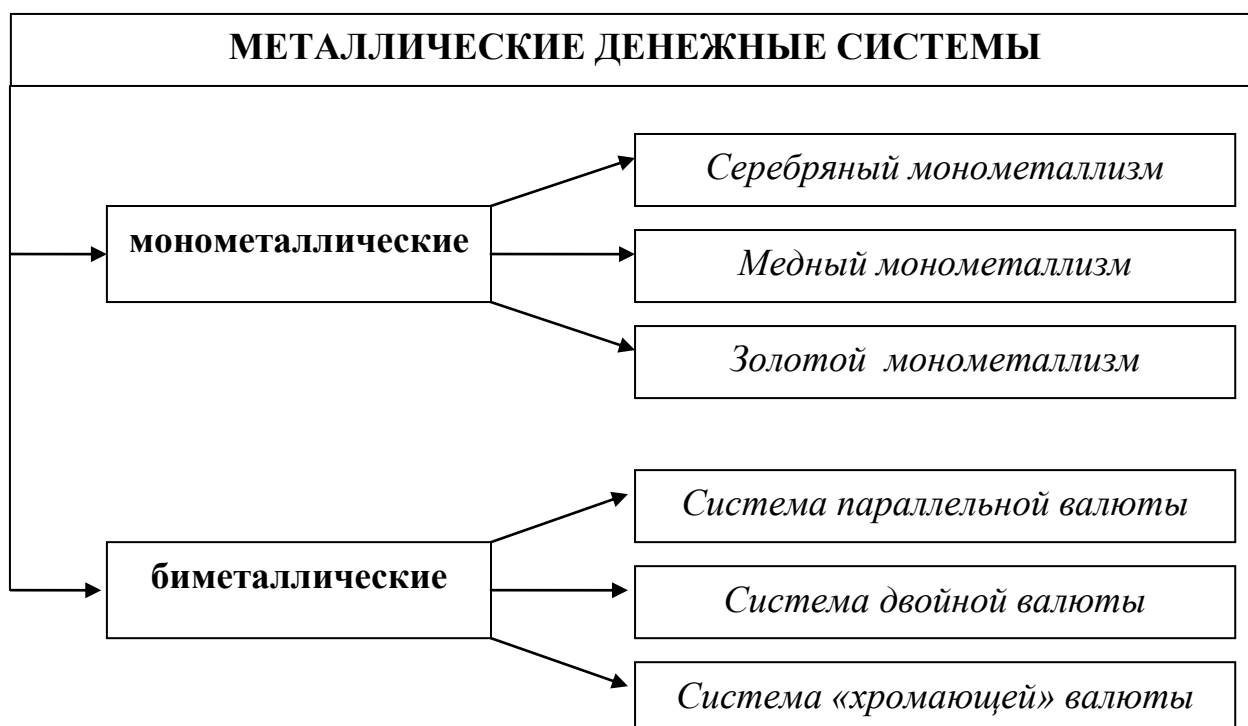 МЕТАЛЛИЧЕСКИЕ ДЕНЕЖНЫЕ СИСТЕМЫ
монометаллические
Серебряный монометаллизм
Медный монометаллизм
Золотой монометаллизм
биметаллические
Система параллельной валюты
Система двойной валюты
Система «хромающей» валюты